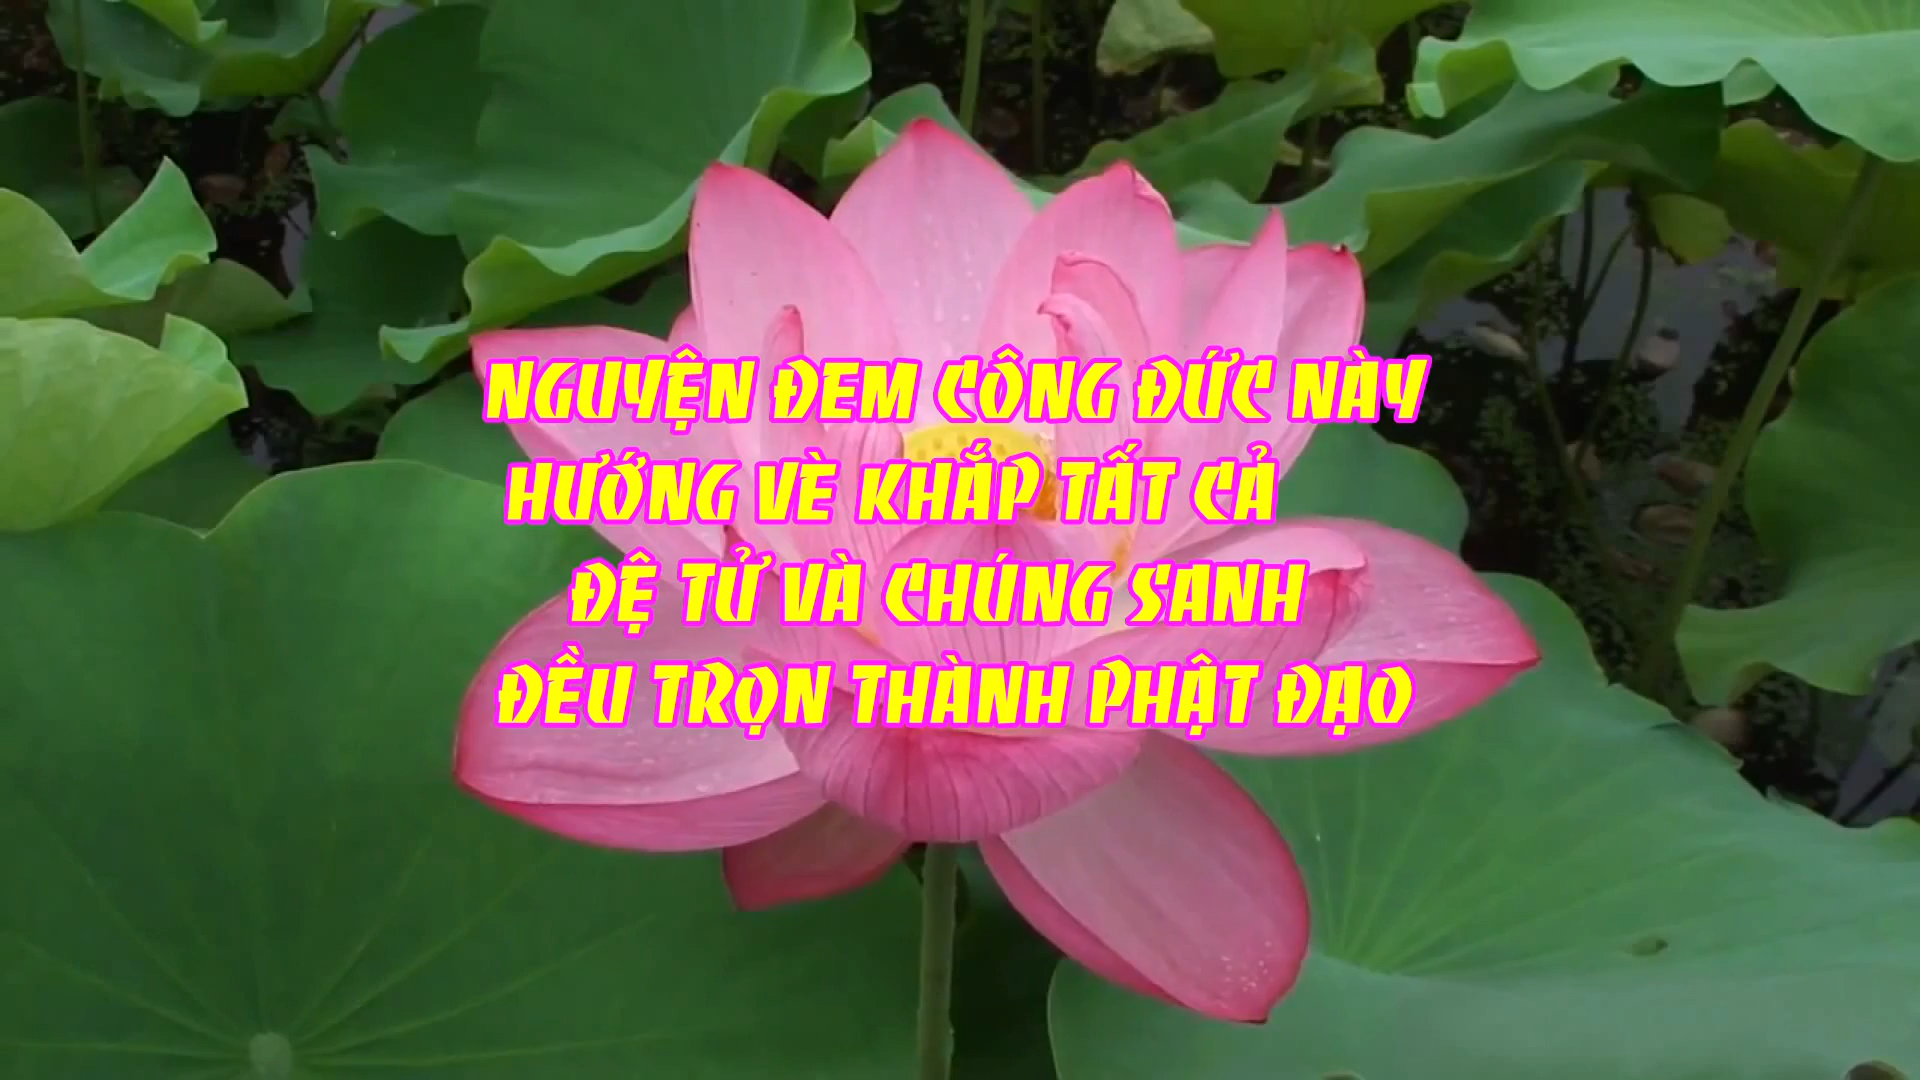 NGUYỆN ĐEM CÔNG ĐỨC NÀY
HƯỚNG VÈ KHẮP TẤT CẢ
ĐỆ TỬ VÀ CHÚNG SANH
ĐỀU TRỌN THÀNH PHẬT ĐẠO